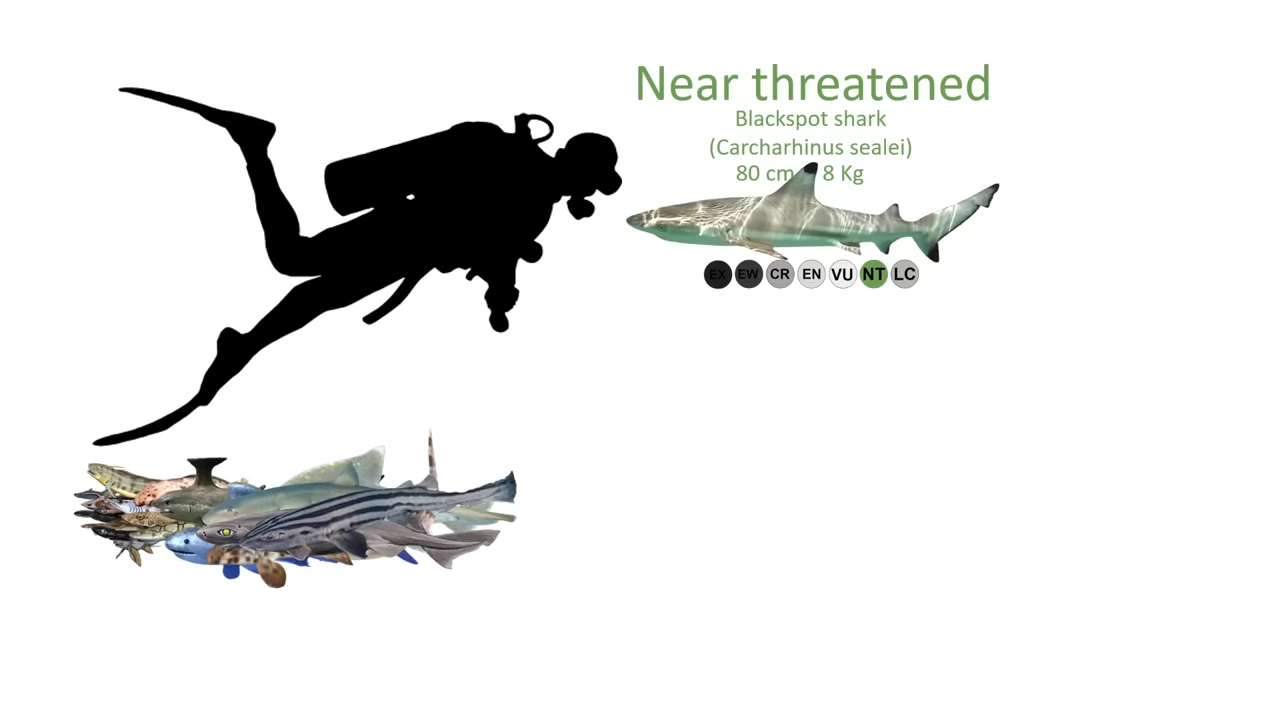 Near threatened
Blackspot shark
(Carcharhinus sealei)
80 cm 8 Kg
EX EW CR EN VU NT LC